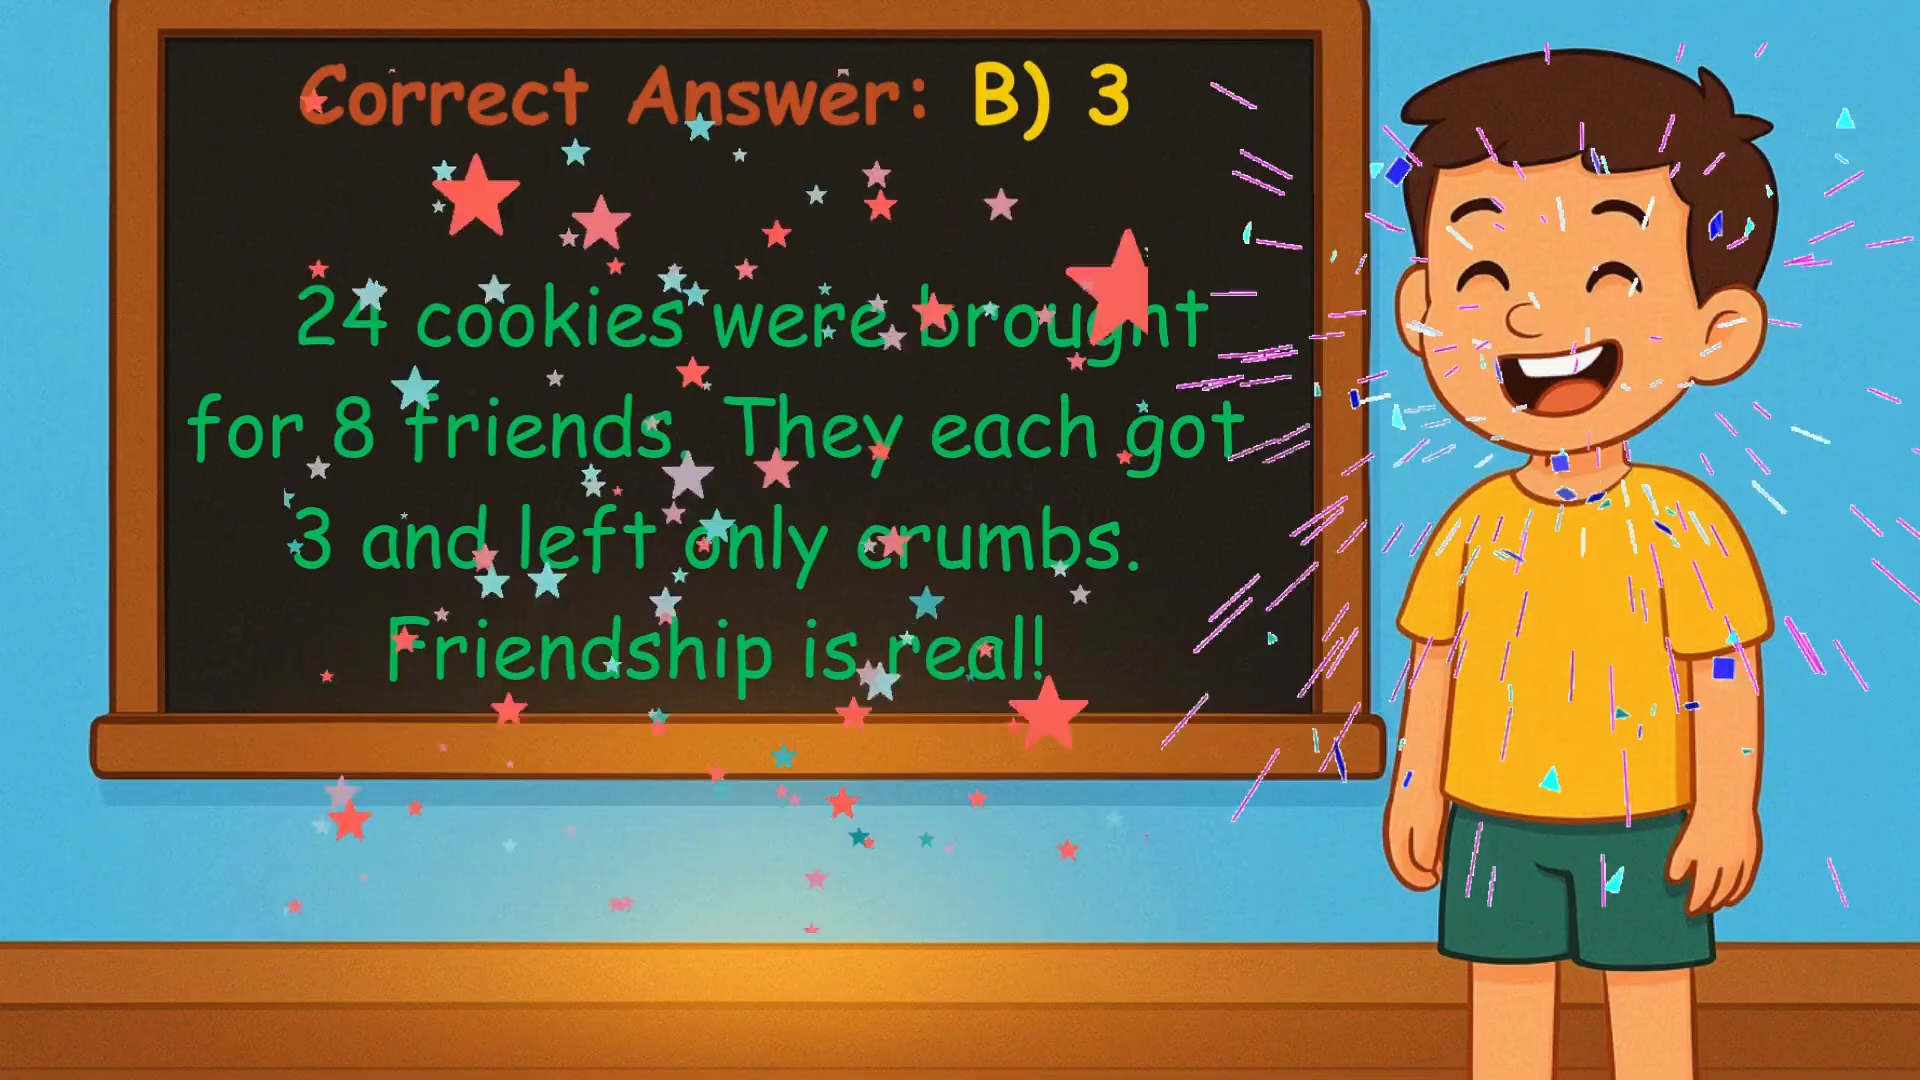 Correct Answer: B) 3
24 cookies were brought
for 8 friends. They each got
3 and left only crumbs.
Friendship is real!